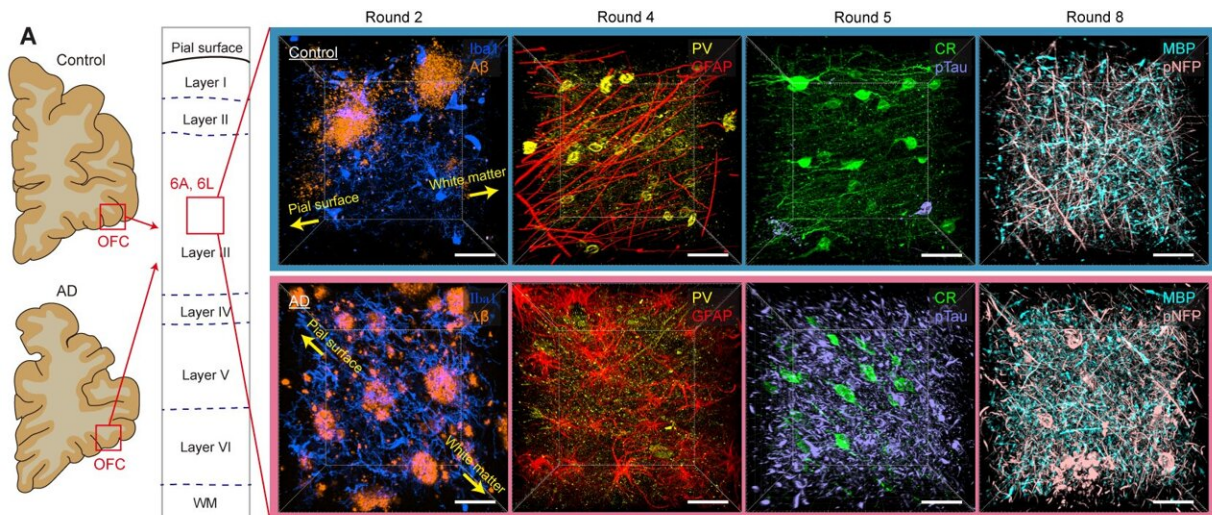 A
Control
OFC
AD
OFC
Pial surface
Layer I
Layer II
6A, 6L
Layer III
Layer IV
Layer V
Layer VI
WM
Round 2
Round 4
Round 5
Round 8
Control
Iba1
Aβ
Pial surface
White matter
PV
GFAP
CR
pTau
MBP
pNFP
AD
Iba1
Aβ
Pial surface
White matter
PV
GFAP
CR
pTau
MBP
pNFP